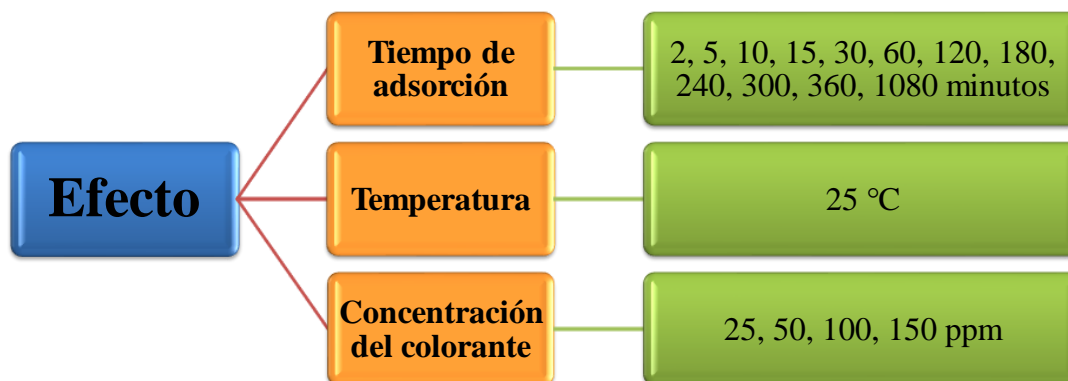 Efecto
Tiempo de
adsorción
2, 5, 10, 15, 30, 60, 120, 180,
240, 300, 360, 1080 minutos
Temperatura
25 °C
Concentración
del colorante
25, 50, 100, 150 ppm